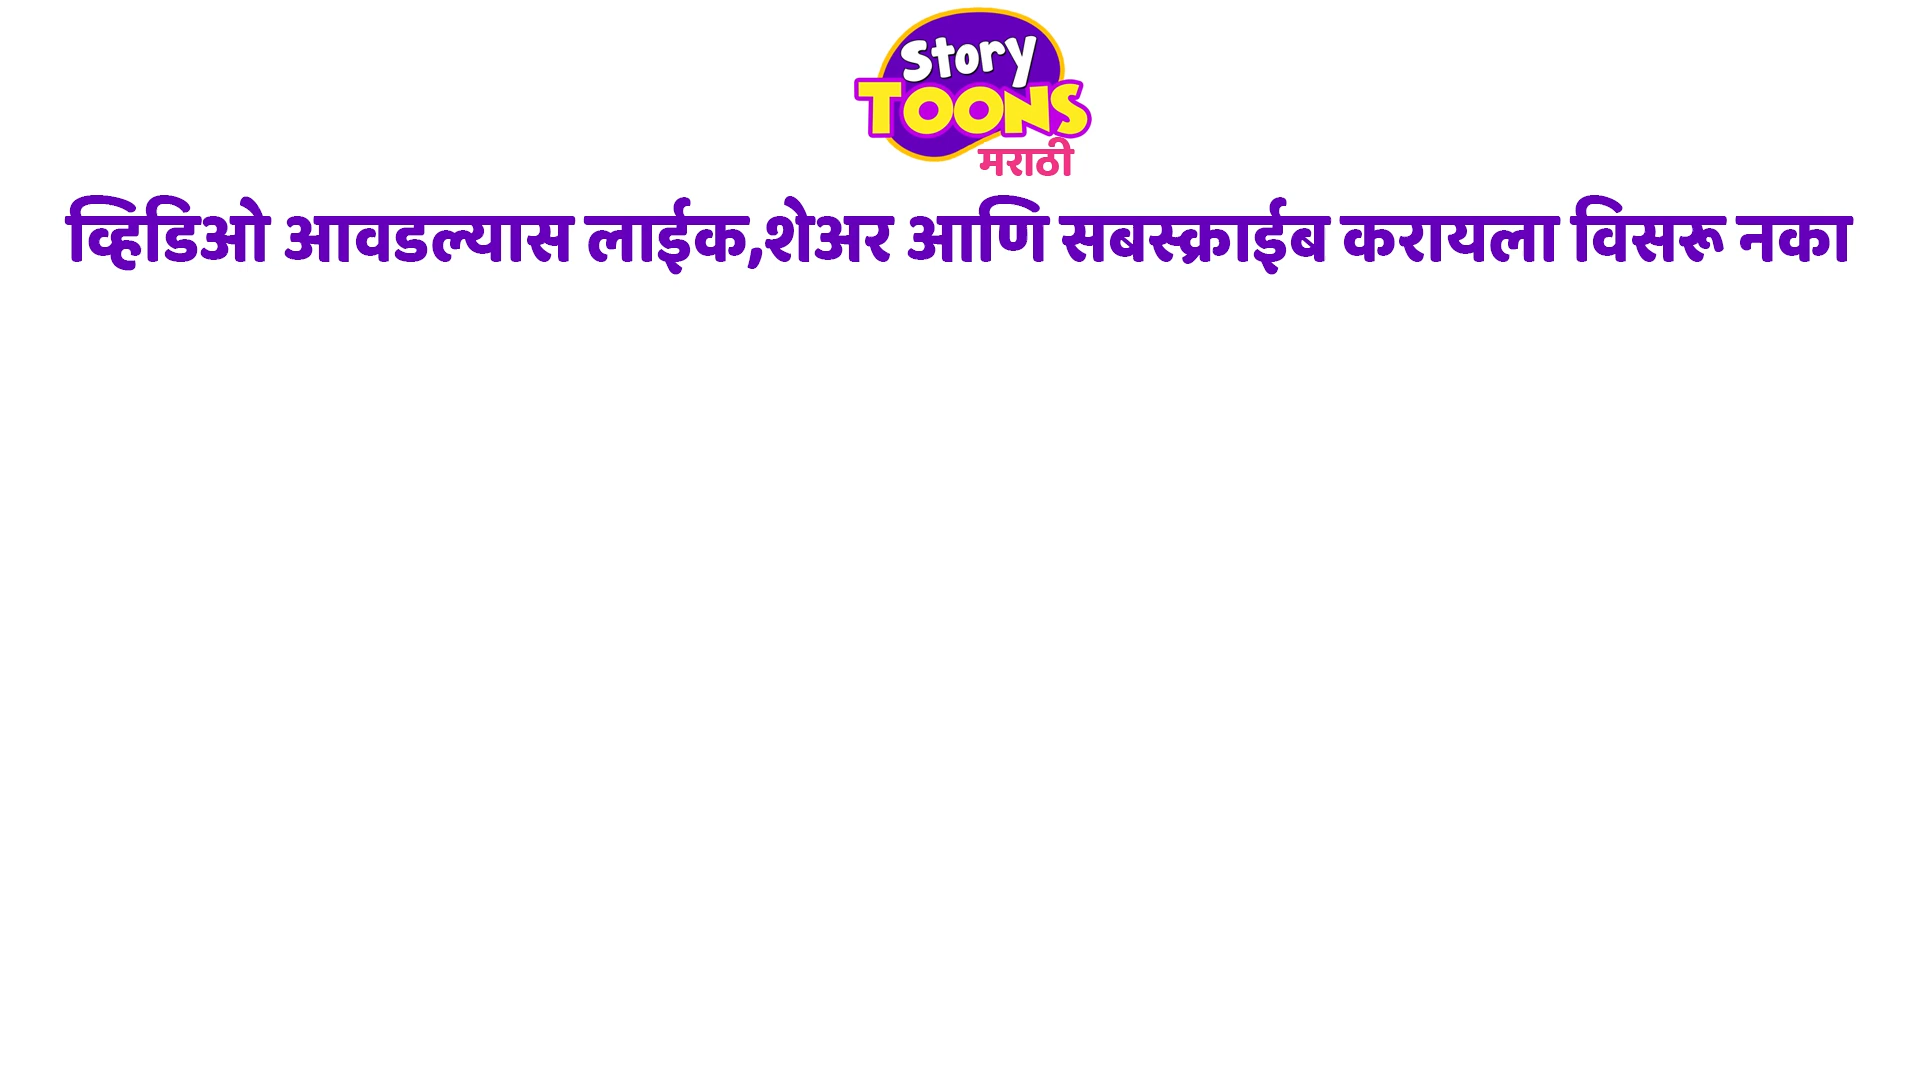 Story
TOONS
मराठी
व्हिडिओ आवडल्यास लाईक,शेअर आणि सबस्क्राईब करायला विसरू नका